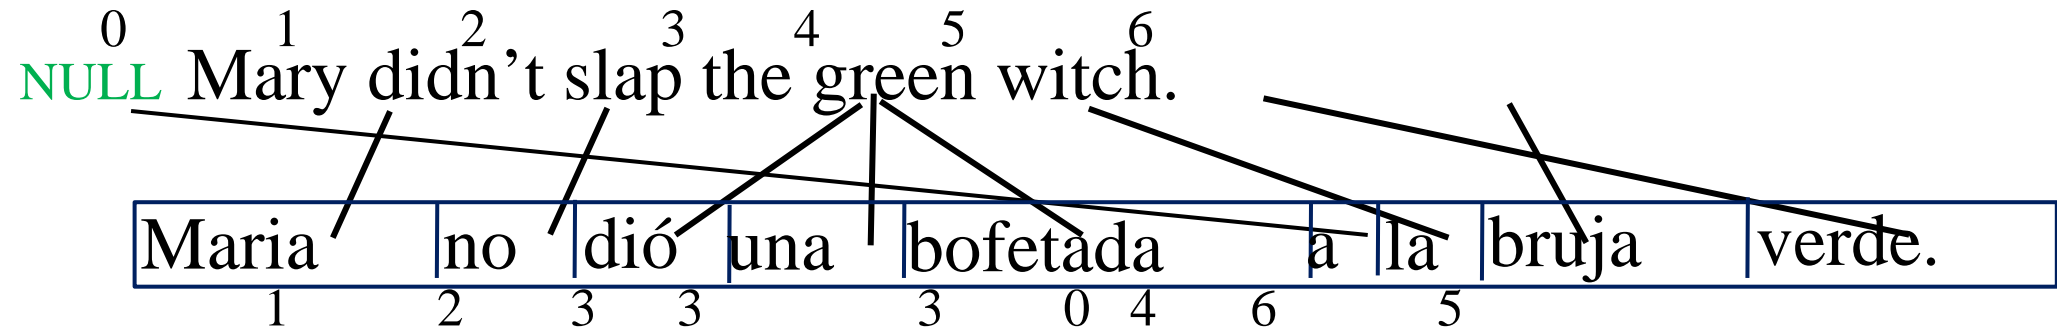 0 1 2 3 4 5 6
NULL Mary didn’t slap the green witch.
Maria no dió una bofetada a la bruja verde.
1 2 3 3 3 0 4 6 5